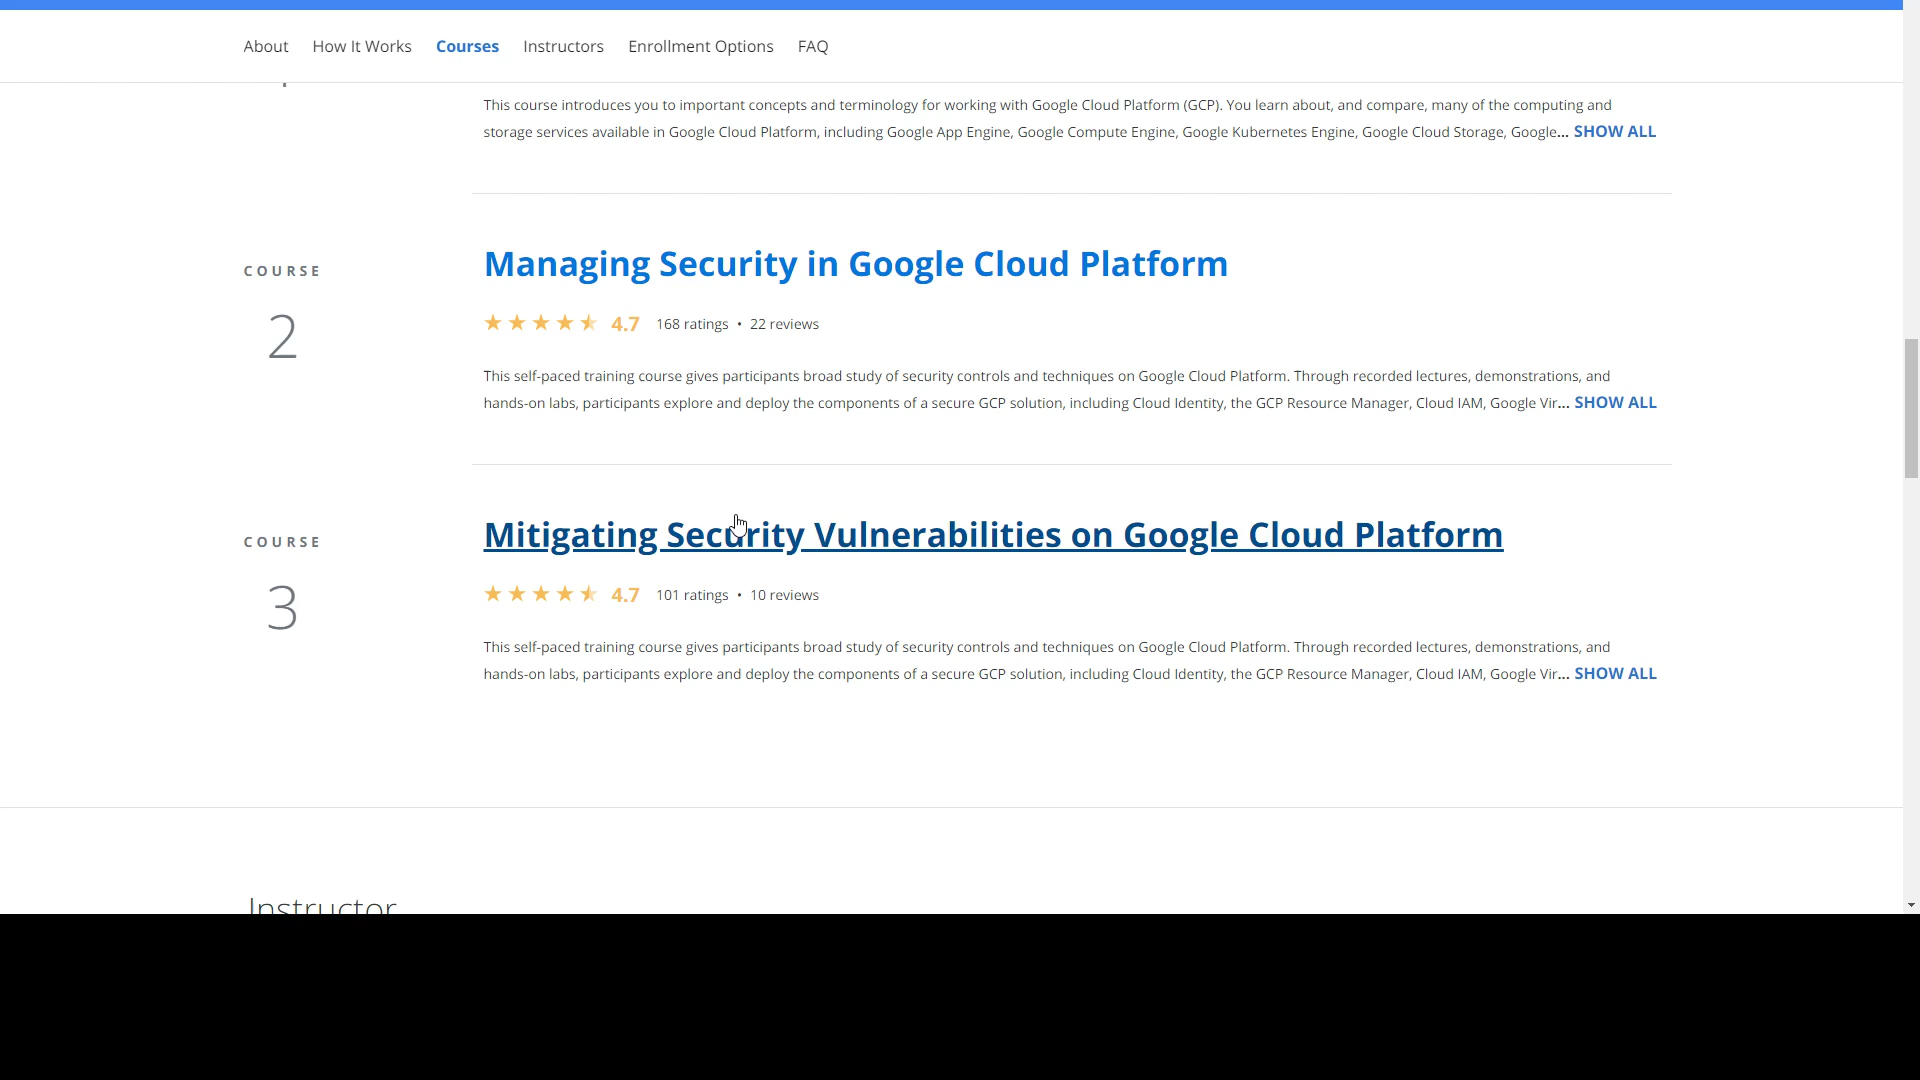 About How It Works Courses Instructors Enrollment Options FAQ
This course introduces you to important concepts and terminology for working with Google Cloud Platform (GCP). You learn about, and compare, many of the computing and
storage services available in Google Cloud Platform, including Google App Engine, Google Compute Engine, Google Kubernetes Engine, Google Cloud Storage, Google... SHOW ALL
COURSE
2
Managing Security in Google Cloud Platform
4.7 168 ratings • 22 reviews
This self-paced training course gives participants broad study of security controls and techniques on Google Cloud Platform. Through recorded lectures, demonstrations, and
hands-on labs, participants explore and deploy the components of a secure GCP solution, including Cloud Identity, the GCP Resource Manager, Cloud IAM, Google Vir... SHOW ALL
COURSE
3
Mitigating Security Vulnerabilities on Google Cloud Platform
4.7 101 ratings • 10 reviews
This self-paced training course gives participants broad study of security controls and techniques on Google Cloud Platform. Through recorded lectures, demonstrations, and
hands-on labs, participants explore and deploy the components of a secure GCP solution, including Cloud Identity, the GCP Resource Manager, Cloud IAM, Google Vir... SHOW ALL
Instructor